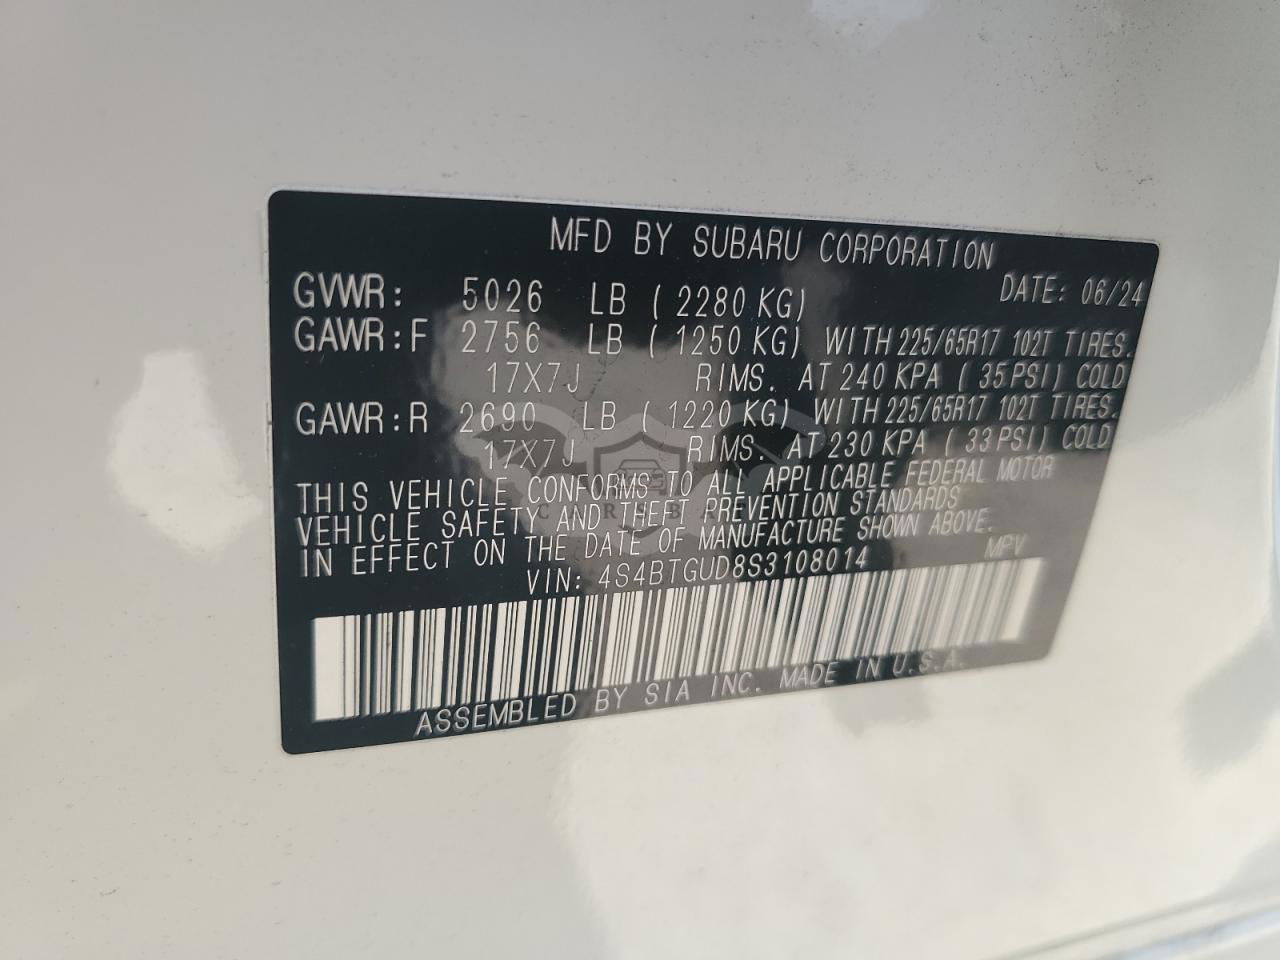 MFD BY SUBARU CORPORATION
DATE: 06/24
GVWR: 5026 LB (2280 KG)
GAWR:F 2756 LB (1250 KG) WITH 225/65R17 102T TIRES.
17X7J RIMS. AT 240 KPA (35 PSI) COLD
GAWR:R 2690 LB (1220 KG) WITH 225/65R17 102T TIRES.
17X7J RIMS. AT 230 KPA (33 PSI) COLD
THIS VEHICLE CONFORMS TO ALL APPLICABLE FEDERAL MOTOR
VEHICLE SAFETY AND THEFT PREVENTION STANDARDS
IN EFFECT ON THE DATE OF MANUFACTURE SHOWN ABOVE.
VIN: 4S4BTGUD8S3108014 MPV
ASSEMBLED BY SIA INC. MADE IN U.S.A.